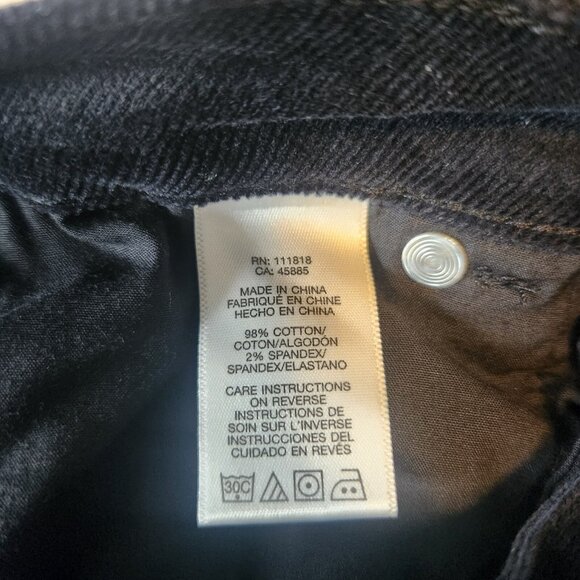 RN: 111818
CA: 45885
MADE IN CHINA
FABRIQUÉ EN CHINE
HECHO EN CHINA
98% COTTON/
COTON/ALGODÓN
2% SPANDEX/
SPANDEX/ELASTANO
CARE INSTRUCTIONS
ON REVERSE
INSTRUCTIONS DE
SOIN SUR L'INVERSE
INSTRUCCIONES DEL
CUIDADO EN REVÉS
30C